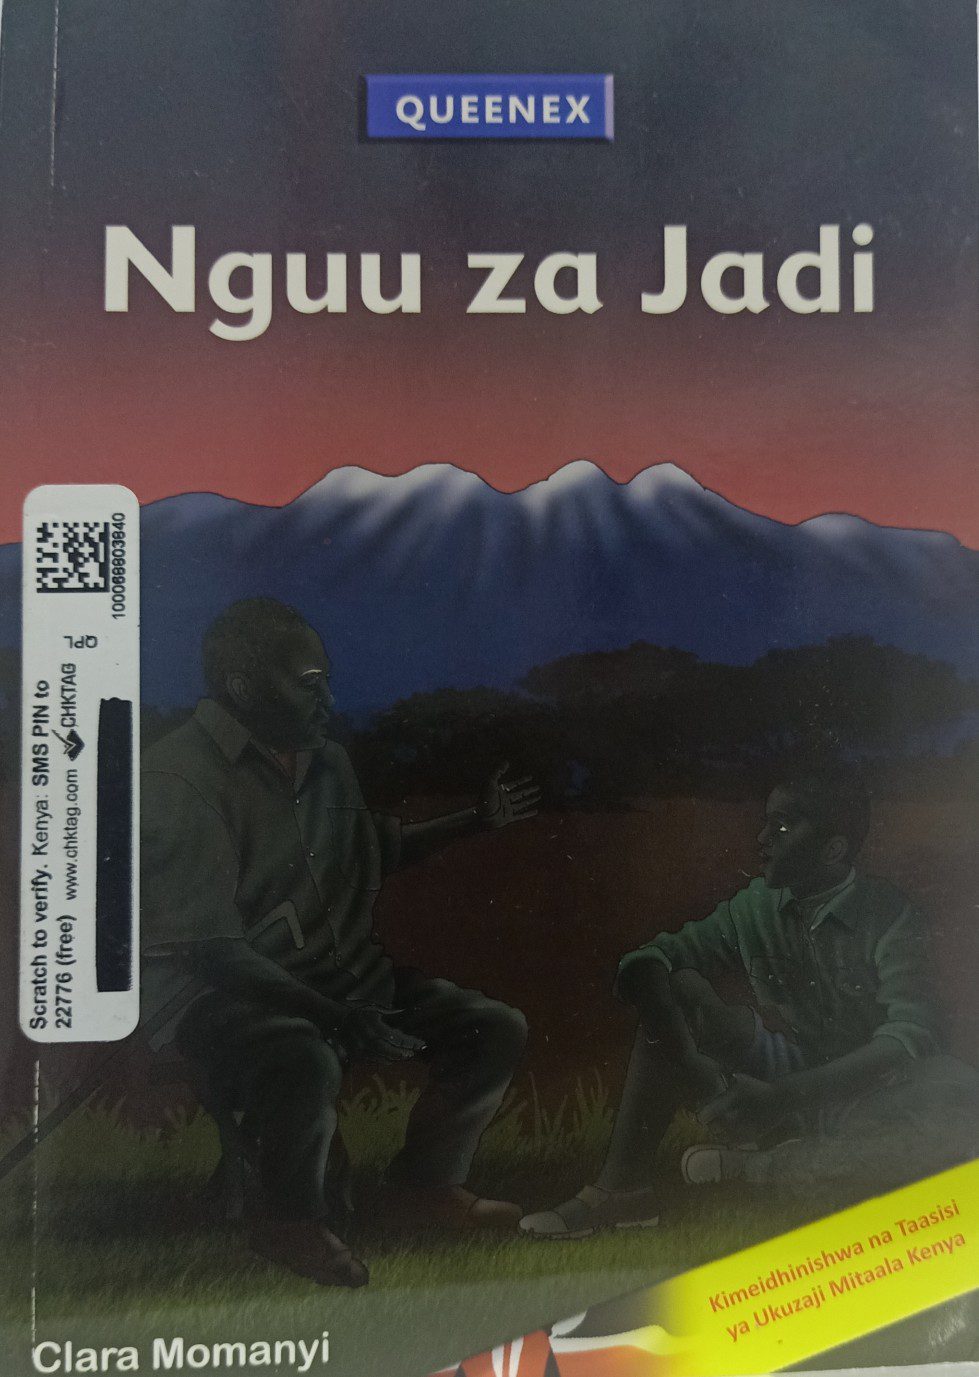 QUEENEX
Nguu za Jadi
100068803840
QPL
Scratch to verify. Kenya: SMS PIN to
22776 (free) www.chktag.com CHKTAG
Kimeidhinishwa na Taasisi
ya Ukuzaji Mitaala Kenya
Clara Momanyi